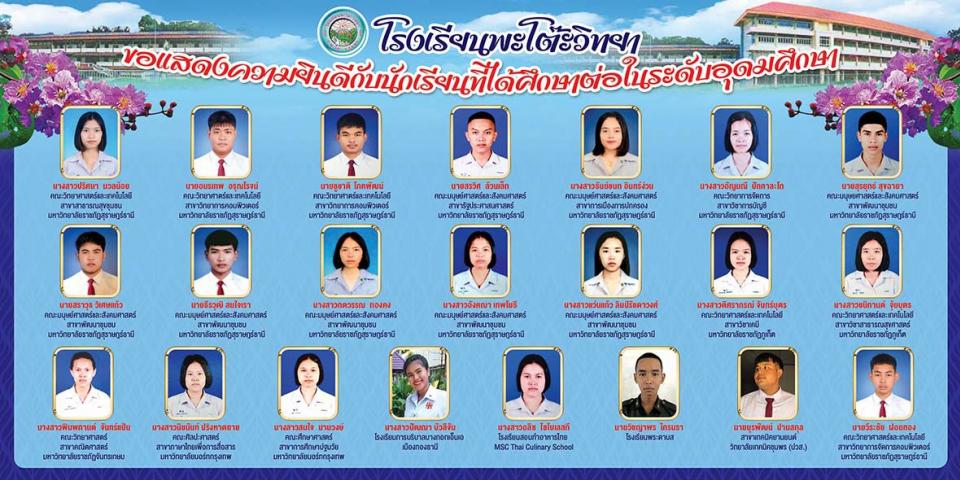 โรงเรียนพะโต๊ะวิทยา
ขอแสดงความยินดีกับนักเรียนที่ได้ศึกษาต่อในระดับอุดมศึกษา
นางสาวปริศนา นวลน้อย
คณะวิทยาศาสตร์และเทคโนโลยี
สาขาสาธารณสุขชุมชน
มหาวิทยาลัยราชภัฏสุราษฎร์ธานี
นายอมรเทพ อรุณโรจน์
คณะวิทยาศาสตร์และเทคโนโลยี
สาขาวิทยาการคอมพิวเตอร์
มหาวิทยาลัยราชภัฏสุราษฎร์ธานี
นายชูชาติ โภคพัฒน์
คณะวิทยาศาสตร์และเทคโนโลยี
สาขาวิทยาการคอมพิวเตอร์
มหาวิทยาลัยราชภัฏสุราษฎร์ธานี
นายสรวิศ ล้วนเล็ก
คณะมนุษย์ศาสตร์และสังคมศาสตร์
สาขารัฐประศาสนศาสตร์
มหาวิทยาลัยราชภัฏสุราษฎร์ธานี
นางสาวรินย์ชนก อินทร์ง่วน
คณะมนุษย์ศาสตร์และสังคมศาสตร์
สาขาการเมืองการปกครอง
มหาวิทยาลัยราชภัฏสุราษฎร์ธานี
นางสาวอัญมณี ปักกาละโถ
คณะวิทยาการจัดการ
สาขาวิชาการบัญชี
มหาวิทยาลัยราชภัฏสุราษฎร์ธานี
นายสุรยุทธ์ สุขฉายา
คณะมนุษย์ศาสตร์และสังคมศาสตร์
สาขาพัฒนาชุมชน
มหาวิทยาลัยราชภัฏสุราษฎร์ธานี
นายสราวุธ วิเศษแก้ว
คณะมนุษย์ศาสตร์และสังคมศาสตร์
สาขาพัฒนาชุมชน
มหาวิทยาลัยราชภัฏสุราษฎร์ธานี
นายธีรวุฒิ สมใจเรา
คณะมนุษย์ศาสตร์และสังคมศาสตร์
สาขาพัฒนาชุมชน
มหาวิทยาลัยราชภัฏสุราษฎร์ธานี
นางสาวกตวรรณ ทองคง
คณะมนุษย์ศาสตร์และสังคมศาสตร์
สาขาพัฒนาชุมชน
มหาวิทยาลัยราชภัฏสุราษฎร์ธานี
นางสาวอังคณา เทพโยธี
คณะมนุษย์ศาสตร์และสังคมศาสตร์
สาขาพัฒนาชุมชน
มหาวิทยาลัยราชภัฏสุราษฎร์ธานี
นางสาวแว่นแก้ว ลิมป์รัชดาวงศ์
คณะมนุษย์ศาสตร์และสังคมศาสตร์
สาขาพัฒนาชุมชน
มหาวิทยาลัยราชภัฏสุราษฎร์ธานี
นางสาวศิศราภรณ์ จันทร์ชุตร
คณะวิทยาศาสตร์และเทคโนโลยี
สาขาวิชาเคมี
มหาวิทยาลัยราชภัฏภูเก็ต
นางสาวชนิกานต์ จุ้ยบุตร
คณะวิทยาศาสตร์และเทคโนโลยี
สาขาวิชาสาธารณสุขศาสตร์
มหาวิทยาลัยราชภัฏภูเก็ต
นางสาวพิมพกานต์ จันทร์แป้น
คณะวิทยาศาสตร์
สาขาคณิตศาสตร์
มหาวิทยาลัยราชภัฏจันทรเกษม
นางสาวนิชนันท์ ปรังหาดยาย
คณะศิลปะศาสตร์
สาขาภาษาไทยเพื่อการสื่อสาร
มหาวิทยาลัยนอร์ทกรุงเทพ
นางสาวสมใจ นายวงษ์
คณะศึกษาศาสตร์
สาขาการศึกษาปฐมวัย
มหาวิทยาลัยนอร์ทกรุงเทพ
นางสาวปัณณา บัวลีจัน
โรงเรียนการบริบาลบางกอกเอ็นเอ
เมืองทองธานี
นางสาวอลิช ไชโยเสกที
โรงเรียนสอนทำอาหารไทย
MSC Thai Culinary School
นายวัชญาพร ไกรนรา
โรงเรียนพระดาบส
นายยุรพัฒน์ ปานสกุล
สาขาเทคนิคยานยนต์
วิทยาลัยเทคนิคชุมพร (ปวส.)
นายวีระชัย ฝอยทอง
คณะวิทยาศาสตร์และเทคโนโลยี
สาขาวิทยาการคอมพิวเตอร์
มหาวิทยาลัยราชภัฏสุราษฎร์ธานี